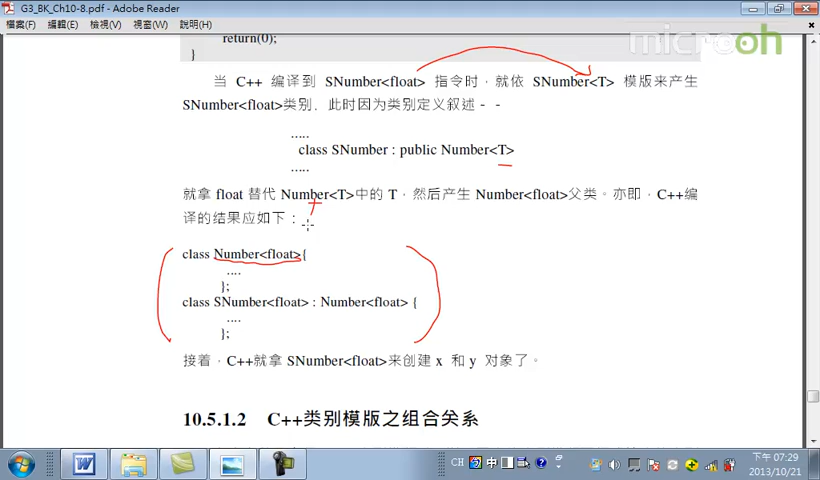 G3_BK_Ch10-8.pdf - Adobe Reader
檔案(F) 編輯(E) 檢視(V) 視窗(W) 說明(H)
microoh
return(0);
}
当 C++ 编译到 SNumber<float> 指令时，就依 SNumber<T> 模版来产生
SNumber<float>类别．此时因为类别定义叙述－－
.....
class SNumber : public Number<T>
.....
就拿 float 替代 Number<T>中的 T，然后产生 Number<float>父类。亦即，C++编
译的结果应如下：
class Number<float>{
....
};
class SNumber<float> : Number<float> {
....
};
接着，C++就拿 SNumber<float>来创建 x 和 y 对象了。
10.5.1.2 C++类别模版之组合关系
CH 中
下午 07:29
2013/10/21